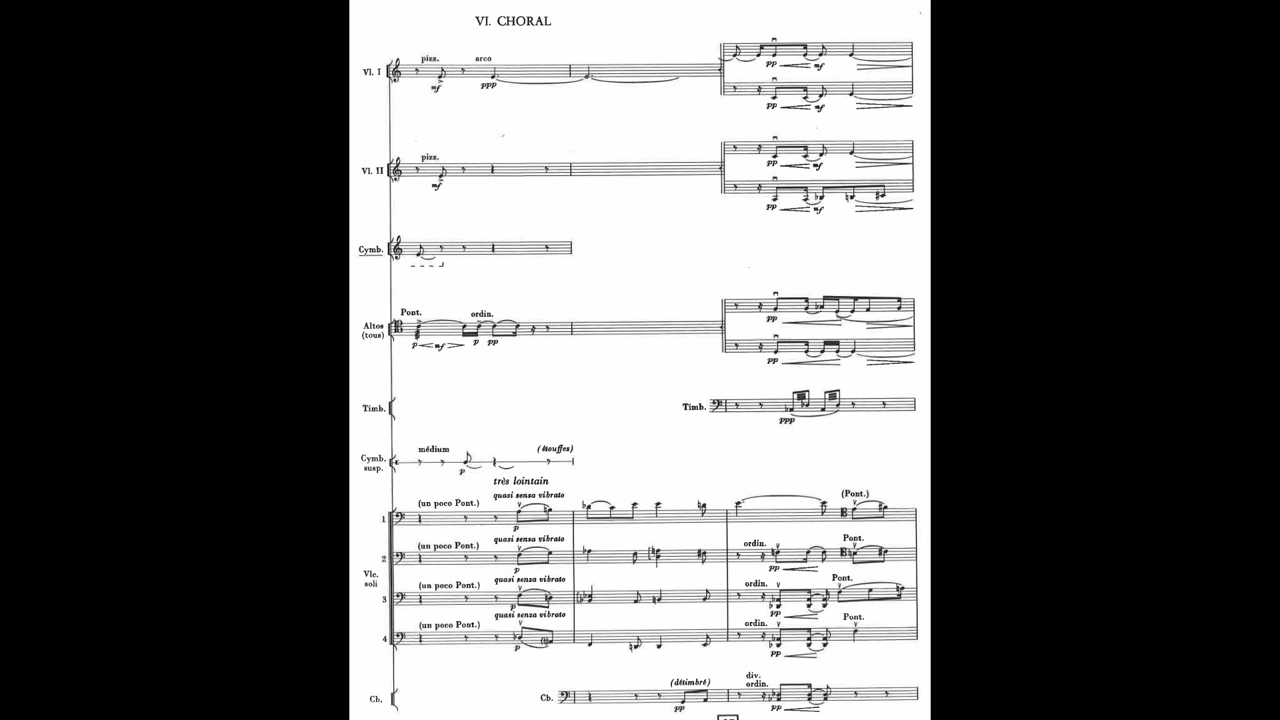 VI. CHORAL
pizz. arco
Vl. I
mf ppp pp mf
pp mf
pizz.
Vl. II
mf pp mf
pp mf
Cymb.
Pont. ordin.
Altos
(tous)
p mf p pp
pp
pp
Timb. Timb.
ppp
médium (étouffes)
Cymb.
susp.
p
très lointain
quasi senza vibrato
(un poco Pont.) (Pont.)
1
p
quasi senza vibrato
(un poco Pont.) ordin. Pont.
2
p pp
Vlc.
soli
quasi senza vibrato
(un poco Pont.) ordin. Pont.
3
p pp
quasi senza vibrato
(un poco Pont.) ordin. Pont.
4
p pp
(détimbré) div.
ordin.
Cb. Cb.
pp pp